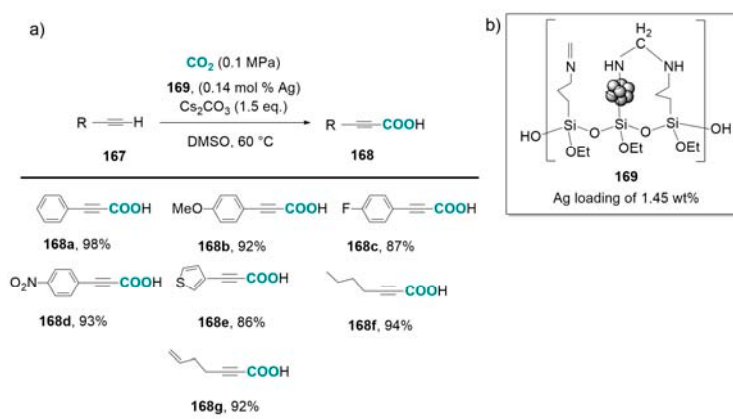 a)
CO2 (0.1 MPa)
169, (0.14 mol % Ag)
Cs2CO3 (1.5 eq.)
DMSO, 60 °C
R
H
167
R
COOH
168
COOH
168a, 98%
MeO
COOH
168b, 92%
F
COOH
168c, 87%
O2N
COOH
168d, 93%
S
COOH
168e, 86%
COOH
168f, 94%
COOH
168g, 92%
b)
H2
C
N
HN
NH
HO
Si
O
Si
O
Si
OH
OEt
OEt
OEt
169
Ag loading of 1.45 wt%